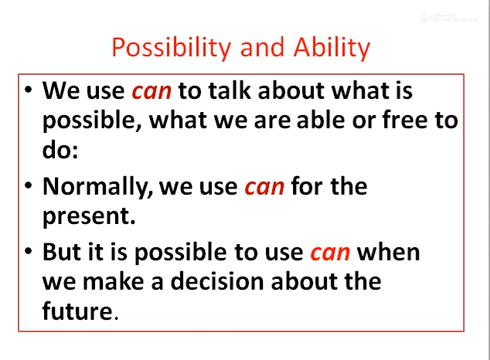 Possibility and Ability
• We use can to talk about what is
possible, what we are able or free to
do:
• Normally, we use can for the
present.
• But it is possible to use can when
we make a decision about the
future.